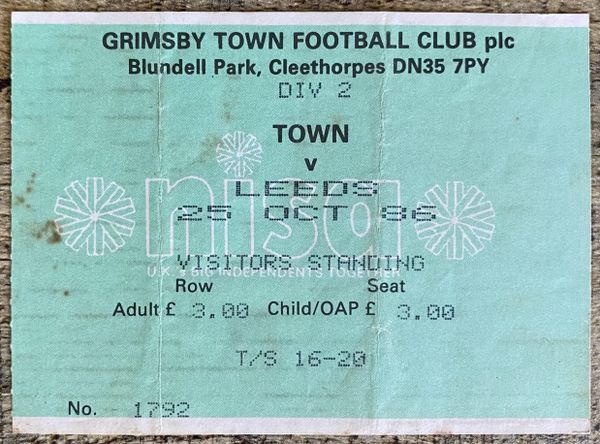 GRIMSBY TOWN FOOTBALL CLUB plc
Blundell Park, Cleethorpes DN35 7PY
DIV 2
TOWN
v
LEEDS
nisa
25 OCT 86
VISITORS STANDING
U.K.'S BIG INDEPENDENTS TOGETHER
Row Seat
Adult £ 3.00 Child/OAP £ 3.00
T/S 16-20
No. 1792